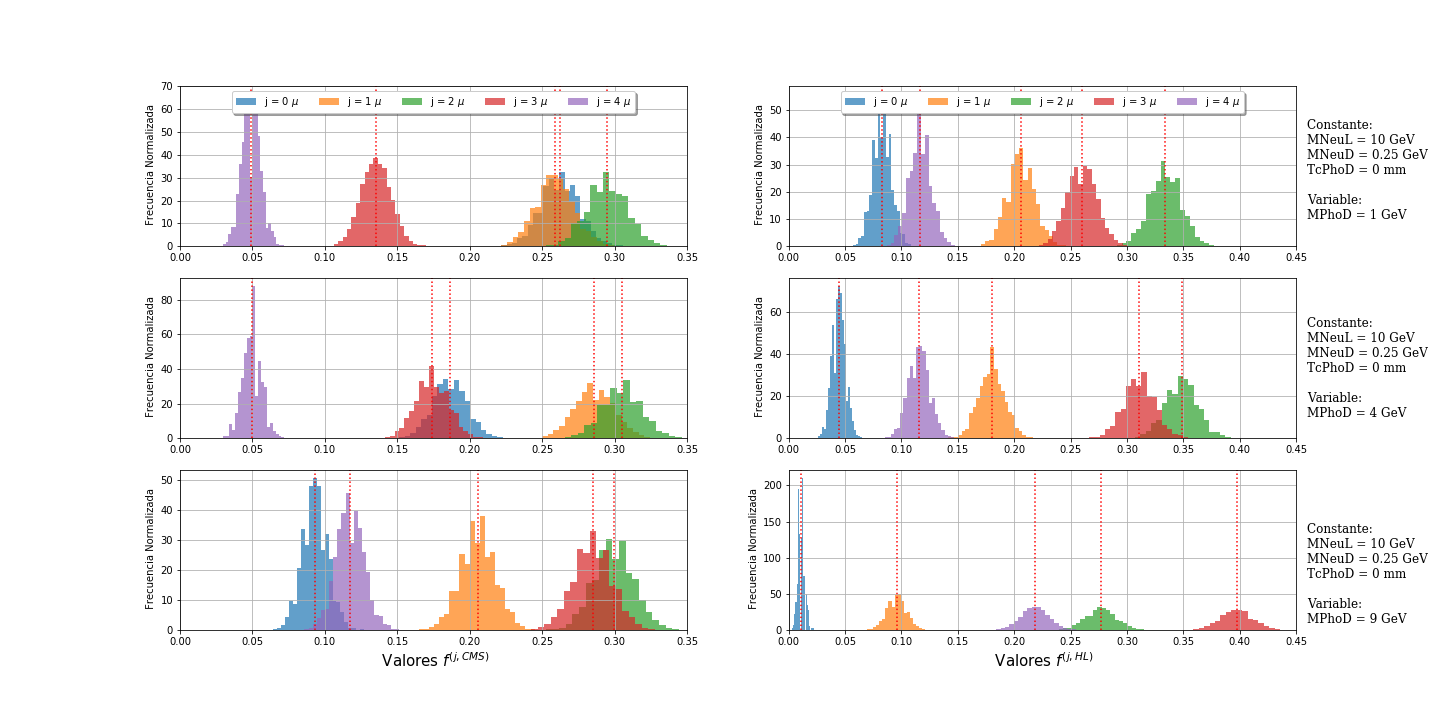 j = 0 μ j = 1 μ j = 2 μ j = 3 μ j = 4 μ
Frecuencia Normalizada
70
60
50
40
30
20
10
0
0.00 0.05 0.10 0.15 0.20 0.25 0.30 0.35
j = 0 μ j = 1 μ j = 2 μ j = 3 μ j = 4 μ
Frecuencia Normalizada
50
40
30
20
10
0
0.00 0.05 0.10 0.15 0.20 0.25 0.30 0.35 0.40 0.45
Constante:
MNeuL = 10 GeV
MNeuD = 0.25 GeV
TcPhoD = 0 mm
Variable:
MPhoD = 1 GeV
Frecuencia Normalizada
80
60
40
20
0
0.00 0.05 0.10 0.15 0.20 0.25 0.30 0.35
Frecuencia Normalizada
60
40
20
0
0.00 0.05 0.10 0.15 0.20 0.25 0.30 0.35 0.40 0.45
Constante:
MNeuL = 10 GeV
MNeuD = 0.25 GeV
TcPhoD = 0 mm
Variable:
MPhoD = 4 GeV
Frecuencia Normalizada
50
40
30
20
10
0
0.00 0.05 0.10 0.15 0.20 0.25 0.30 0.35
Valores f^(j, CMS)
Frecuencia Normalizada
200
150
100
50
0
0.00 0.05 0.10 0.15 0.20 0.25 0.30 0.35 0.40 0.45
Valores f^(j, HL)
Constante:
MNeuL = 10 GeV
MNeuD = 0.25 GeV
TcPhoD = 0 mm
Variable:
MPhoD = 9 GeV